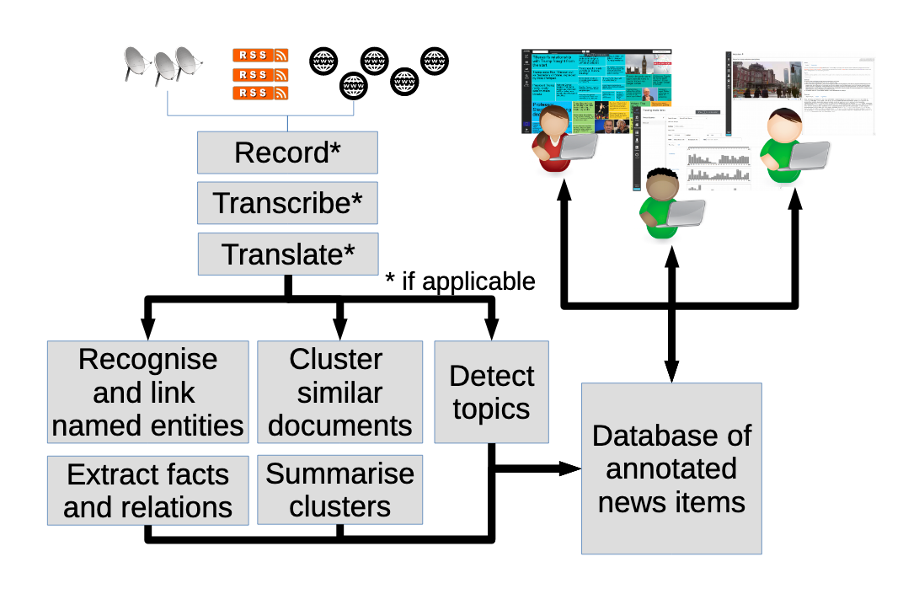 RSS
RSS
RSS
WWW
WWW
WWW
WWW
WWW
Record*
Transcribe*
Translate*
* if applicable
Recognise
and link
named entities
Cluster
similar
documents
Detect
topics
Extract facts
and relations
Summarise
clusters
Database of
annotated
news items